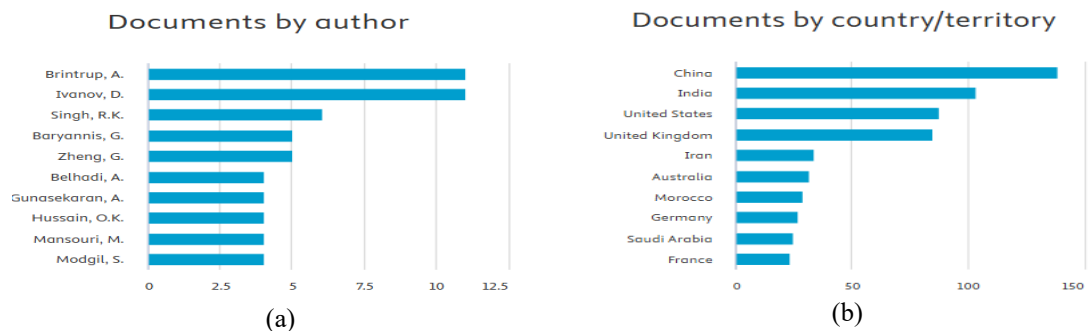 Documents by author
Brintrup, A.
Ivanov, D.
Singh, R.K.
Baryannis, G.
Zheng, G.
Belhadi, A.
Gunasekaran, A.
Hussain, O.K.
Mansouri, M.
Modgil, S.
0 2.5 5 7.5 10 12.5
(a)
Documents by country/territory
China
India
United States
United Kingdom
Iran
Australia
Morocco
Germany
Saudi Arabia
France
0 50 100 150
(b)